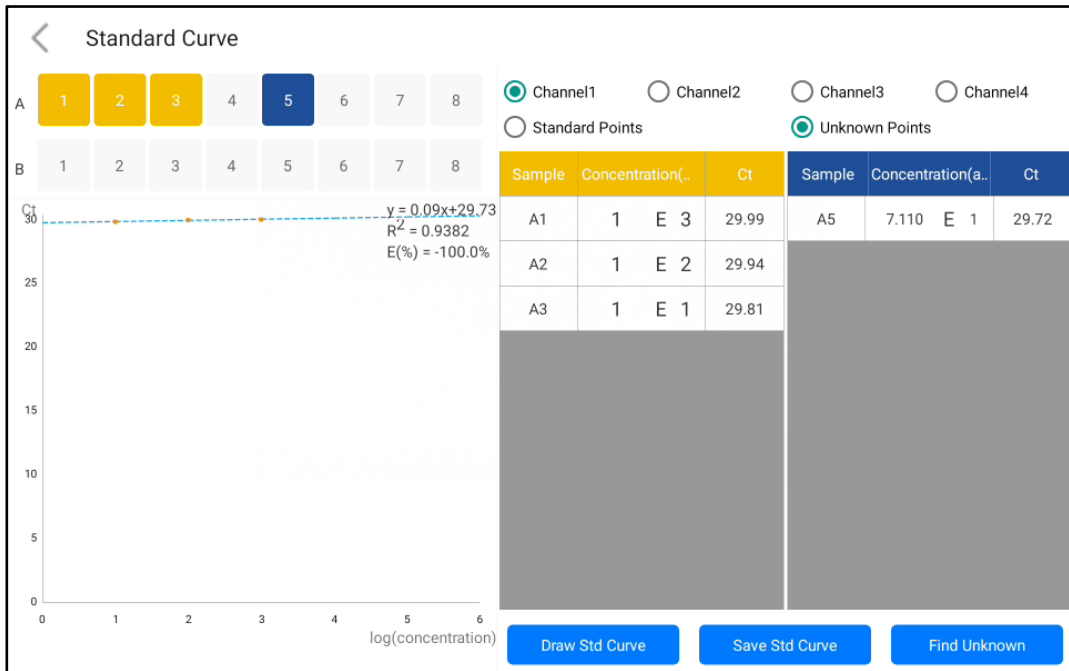 Standard Curve
A 1 2 3 4 5 6 7 8
B 1 2 3 4 5 6 7 8
Channel1 Channel2 Channel3 Channel4
Standard Points Unknown Points
Sample Concentration(.. Ct
A1 1 E 3 29.99
A2 1 E 2 29.94
A3 1 E 1 29.81
Sample Concentration(a.. Ct
A5 7.110 E 1 29.72
Ct
y = 0.09x+29.73
R2 = 0.9382
E(%) = -100.0%
30
25
20
15
10
5
0
0 1 2 3 4 5 6
log(concentration)
Draw Std Curve Save Std Curve Find Unknown